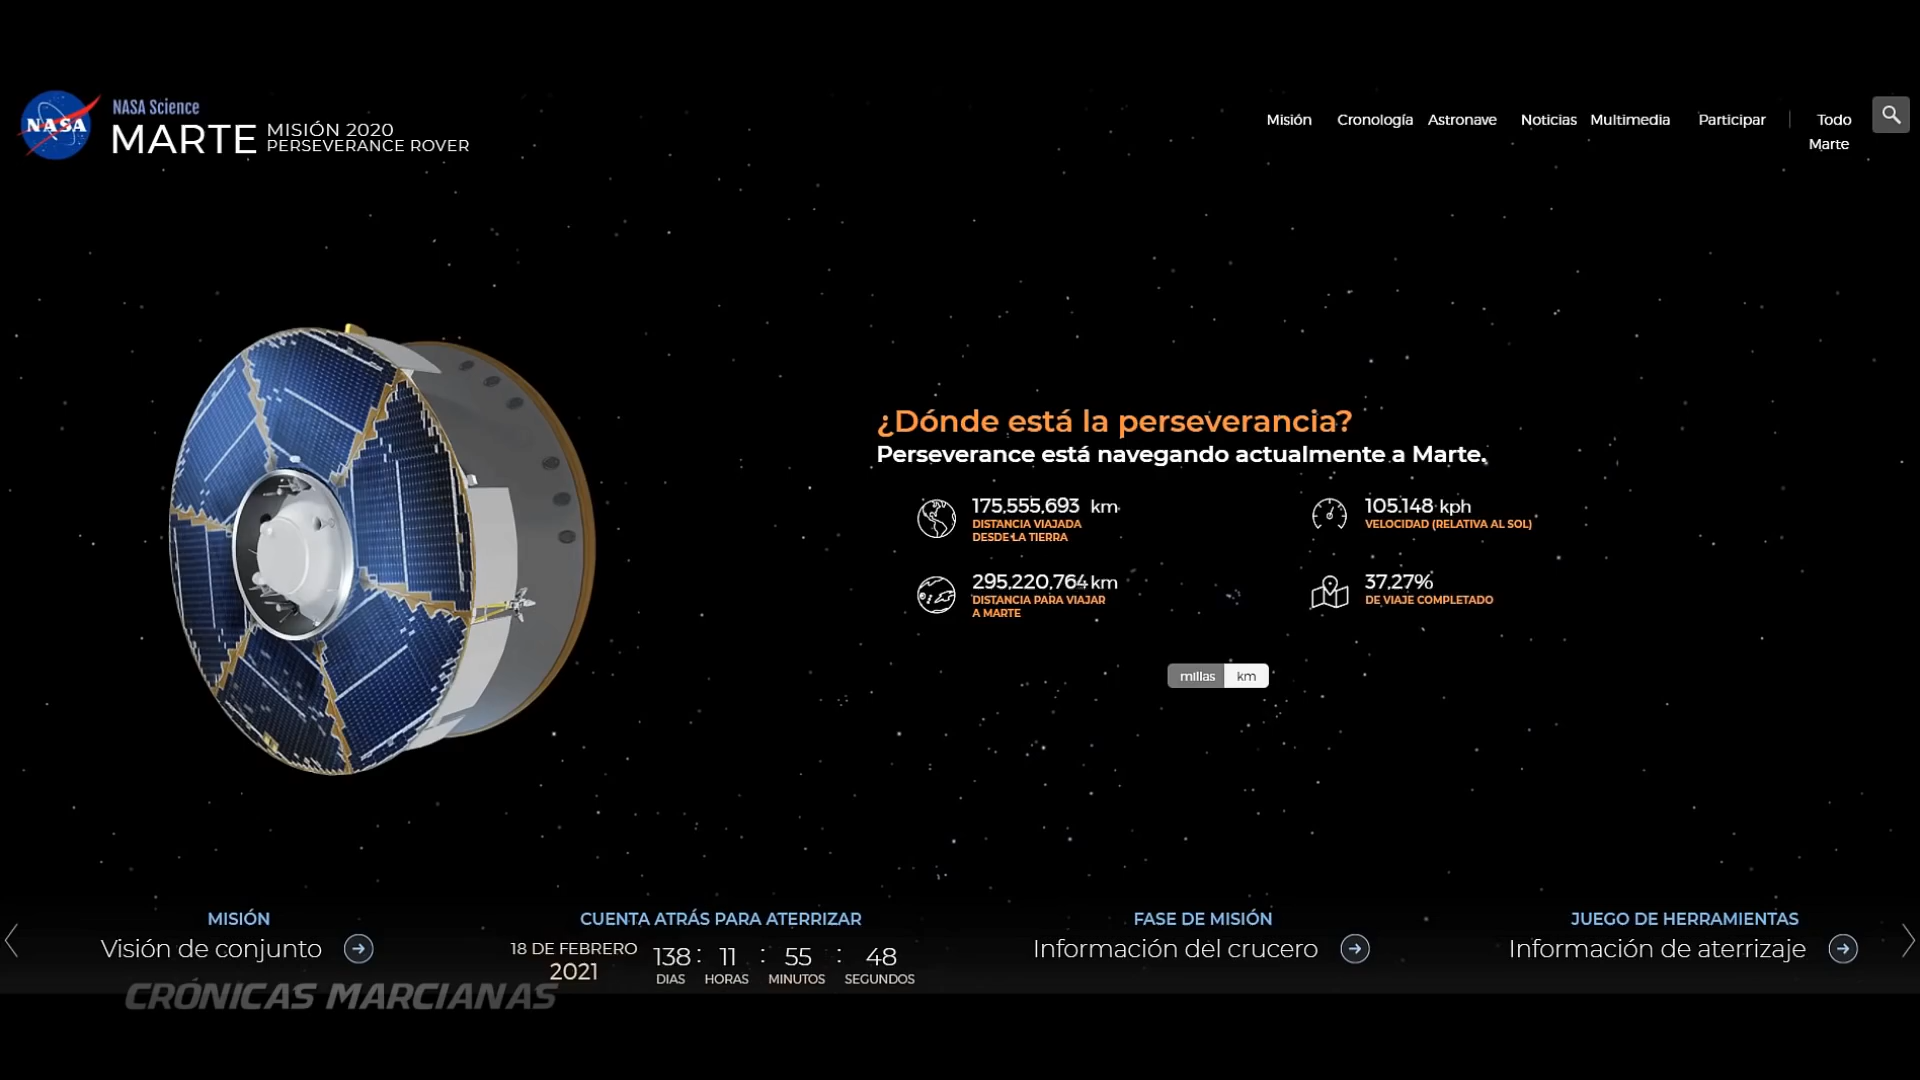 NASA
NASA Science
MARTE
MISIÓN 2020
PERSEVERANCE ROVER
Misión
Cronología
Astronave
Noticias
Multimedia
Participar
Todo
Marte
¿Dónde está la perseverancia?
Perseverance está navegando actualmente a Marte.
175,555,693 km
DISTANCIA VIAJADA
DESDE LA TIERRA
105.148 kph
VELOCIDAD (RELATIVA AL SOL)
295,220,764 km
DISTANCIA PARA VIAJAR
A MARTE
37,27%
DE VIAJE COMPLETADO
millas
km
MISIÓN
Visión de conjunto
CUENTA ATRÁS PARA ATERRIZAR
18 DE FEBRERO
2021
138 : 11 : 55 : 48
DIAS HORAS MINUTOS SEGUNDOS
FASE DE MISIÓN
Información del crucero
JUEGO DE HERRAMIENTAS
Información de aterrizaje
CRÓNICAS MARCIANAS